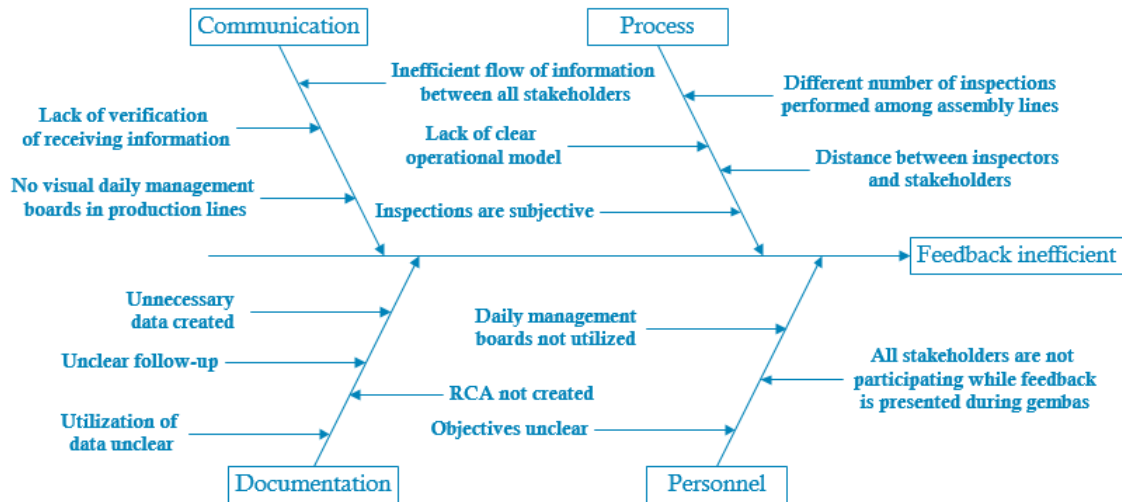 Communication
Process
Inefficient flow of information
between all stakeholders
Different number of inspections
performed among assembly lines
Lack of verification
of receiving information
Lack of clear
operational model
Distance between inspectors
and stakeholders
No visual daily management
boards in production lines
Inspections are subjective
Feedback inefficient
Unnecessary
data created
Daily management
boards not utilized
Unclear follow-up
All stakeholders are not
participating while feedback
is presented during gembas
RCA not created
Utilization of
data unclear
Objectives unclear
Documentation
Personnel